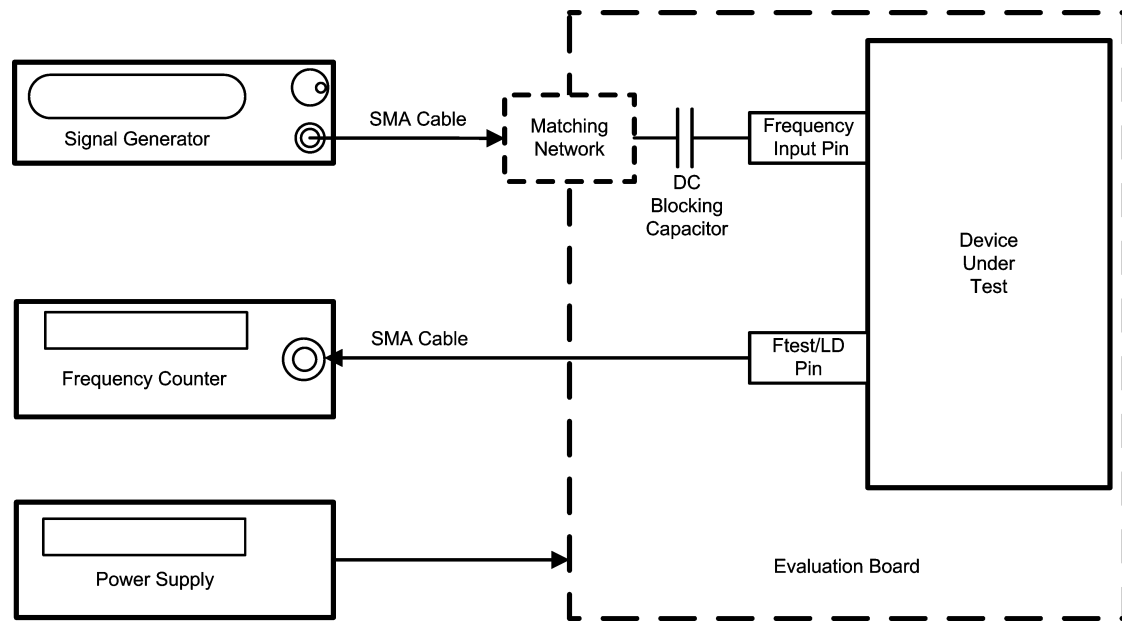 Signal Generator
SMA Cable
Matching
Network
DC
Blocking
Capacitor
Frequency
Input Pin
Device
Under
Test
Frequency Counter
SMA Cable
Ftest/LD
Pin
Power Supply
Evaluation Board